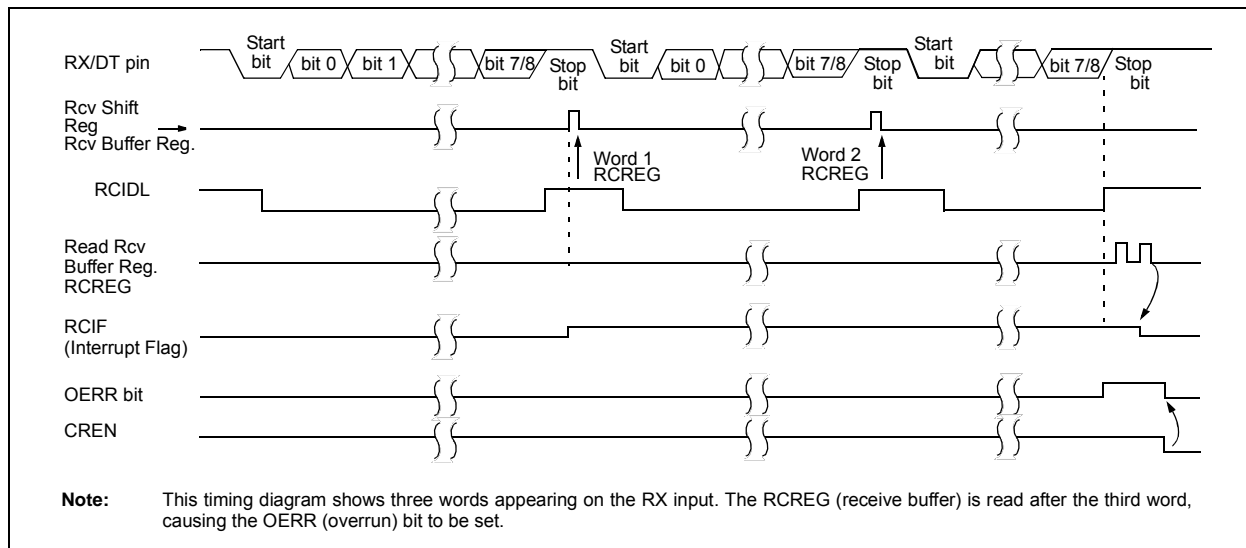 RX/DT pin
Start
bit
bit 0
bit 1
bit 7/8
Stop
bit
Start
bit
bit 0
bit 7/8
Stop
bit
Start
bit
bit 7/8
Stop
bit
Rcv Shift
Reg
Rcv Buffer Reg.
Word 1
RCREG
Word 2
RCREG
RCIDL
Read Rcv
Buffer Reg.
RCREG
RCIF
(Interrupt Flag)
OERR bit
CREN
Note: This timing diagram shows three words appearing on the RX input. The RCREG (receive buffer) is read after the third word,
causing the OERR (overrun) bit to be set.